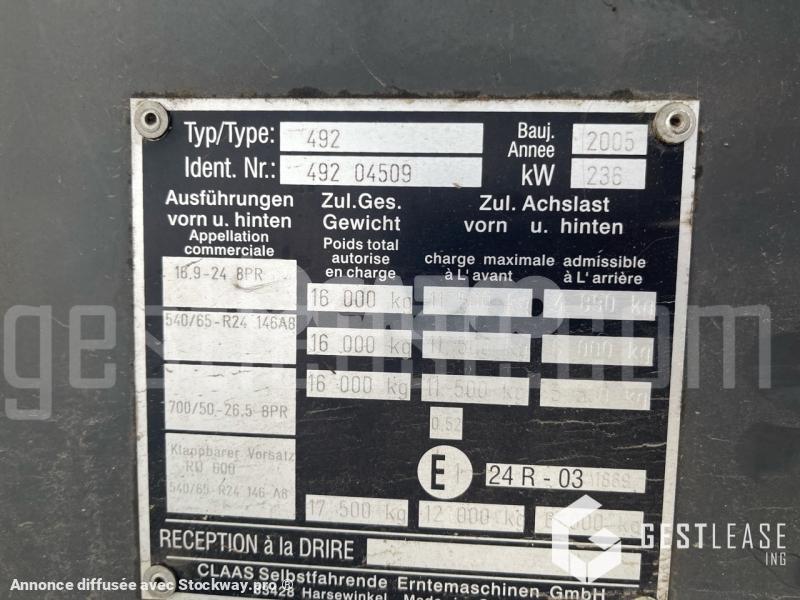 Typ/Type: 492 Bauj. Annee 2005
Ident. Nr.: 492 04509 kW 236
Ausführungen vorn u. hinten
Appellation commerciale
Zul.Ges. Gewicht
Poids total autorise en charge
Zul. Achslast vorn u. hinten
charge maximale admissible
à L'avant à L'arrière
16.9-24 8PR
16 000 kg
540/65-R24 146A8
16 000 kg
16 000 kg 11 500 kg
700/50-26.5 8PR
0.52
Klappbarer Vorsatz
RU 600
540/65-R24 146 A8
E 24 R - 03
17 500 kg 12 000 kg
RECEPTION à la DRIRE
CLAAS Selbstfahrende Erntemaschinen GmbH
Harsewinkel
GESTLEASE
ING
Annonce diffusée avec Stockway.pro ®